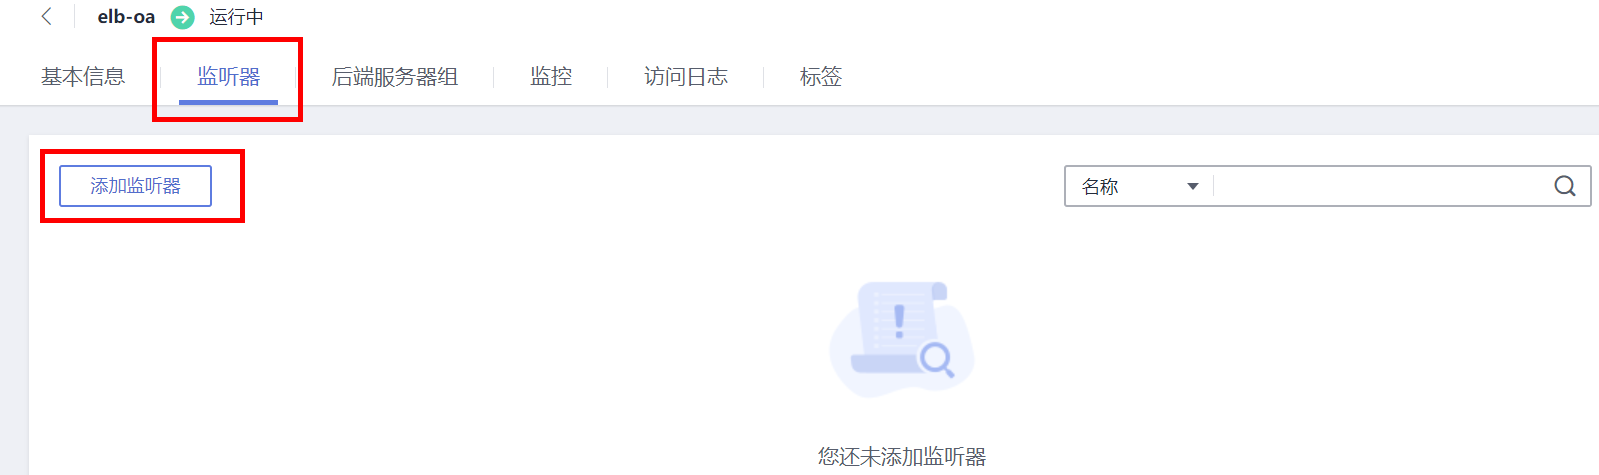 elb-oa 运行中
基本信息 监听器 后端服务器组 监控 访问日志 标签
添加监听器 名称
您还未添加监听器